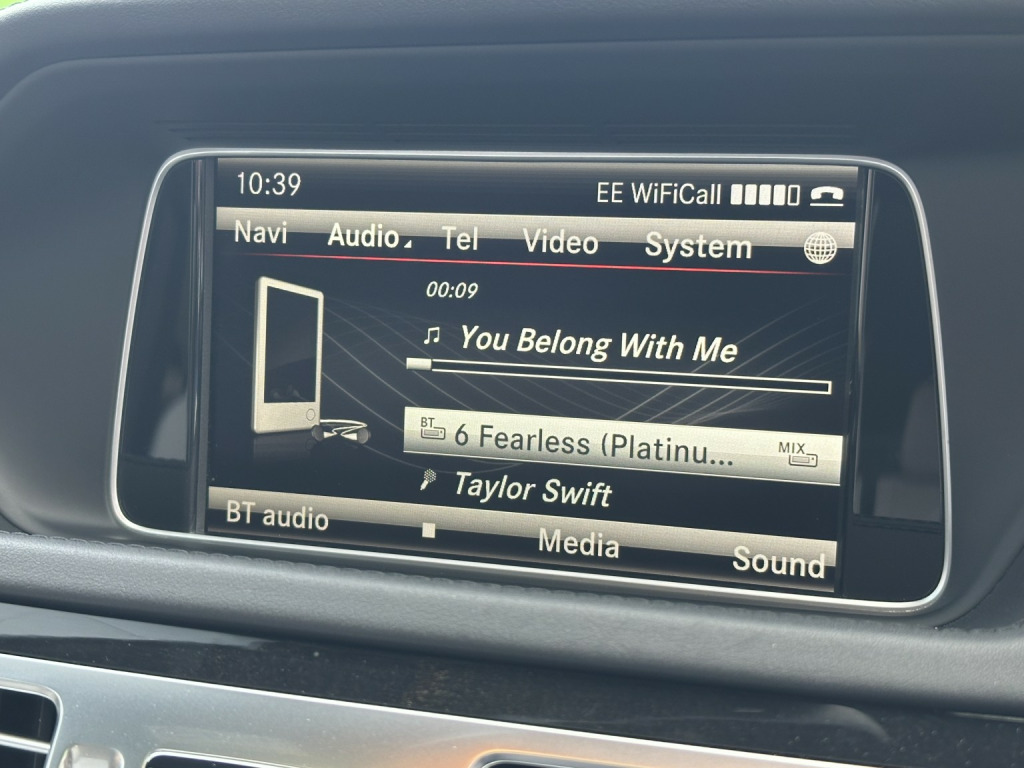 10:39 EE WiFiCall
Navi Audio Tel Video System
00:09
You Belong With Me
BT 6 Fearless (Platinu... MIX
Taylor Swift
BT audio Media Sound